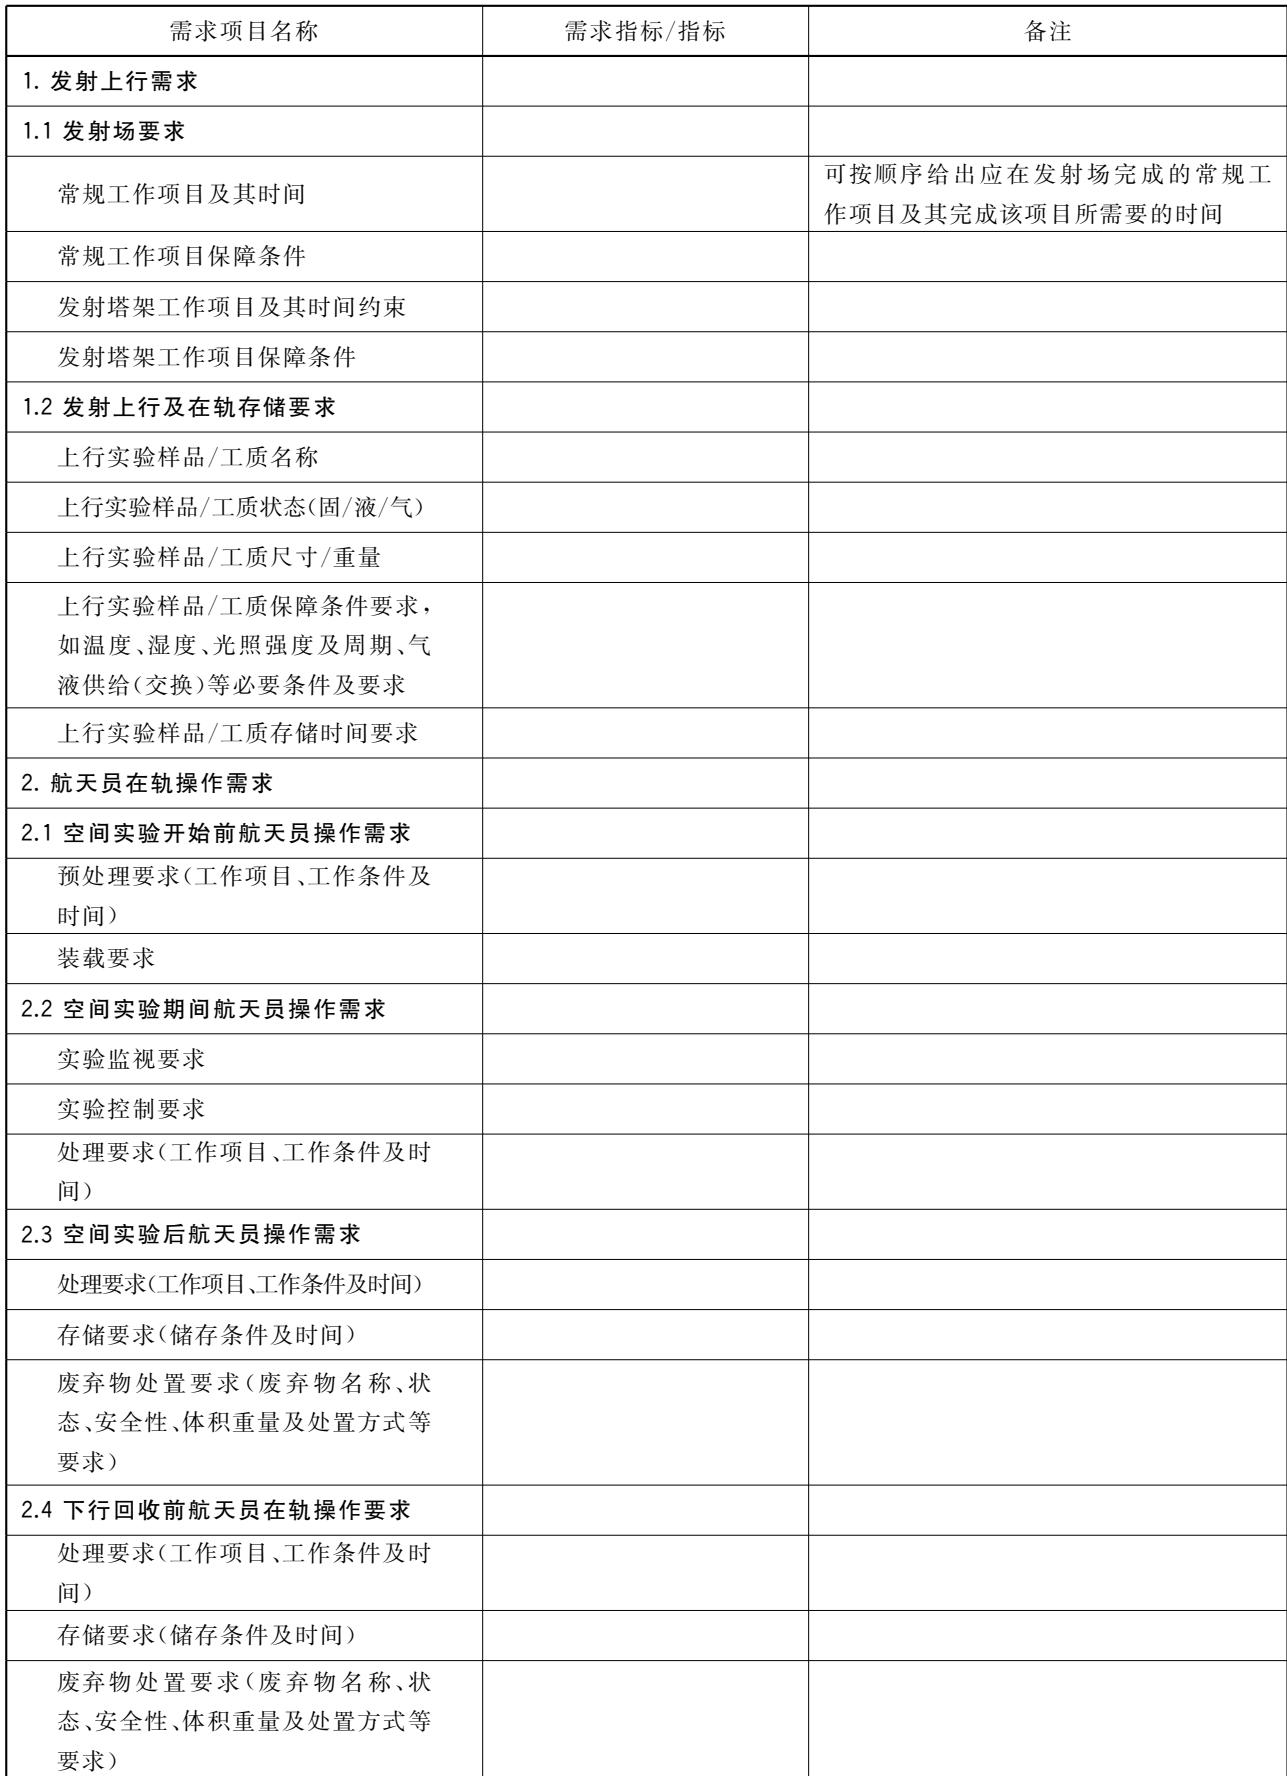 需求项目名称 需求指标/指标 备注
1. 发射上行需求
1.1 发射场要求
常规工作项目及其时间
可按顺序给出应在发射场完成的常规工
作项目及其完成该项目所需要的时间
常规工作项目保障条件
发射塔架工作项目及其时间约束
发射塔架工作项目保障条件
1.2 发射上行及在轨存储要求
上行实验样品/工质名称
上行实验样品/工质状态(固/液/气)
上行实验样品/工质尺寸/重量
上行实验样品/工质保障条件要求,
如温度、湿度、光照强度及周期、气
液供给(交换)等必要条件及要求
上行实验样品/工质存储时间要求
2. 航天员在轨操作需求
2.1 空间实验开始前航天员操作需求
预处理要求(工作项目、工作条件及
时间)
装载要求
2.2 空间实验期间航天员操作需求
实验监视要求
实验控制要求
处理要求(工作项目、工作条件及时
间)
2.3 空间实验后航天员操作需求
处理要求(工作项目、工作条件及时间)
存储要求(储存条件及时间)
废弃物处置要求(废弃物名称、状
态、安全性、体积重量及处置方式等
要求)
2.4 下行回收前航天员在轨操作要求
处理要求(工作项目、工作条件及时
间)
存储要求(储存条件及时间)
废弃物处置要求(废弃物名称、状
态、安全性、体积重量及处置方式等
要求)